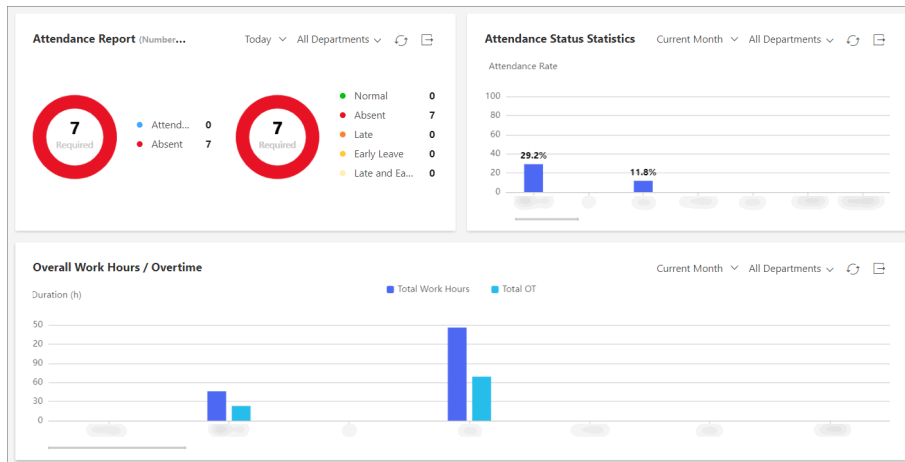 Attendance Report (Number...
Today All Departments
7
Required
Attend... 0
Absent 7
7
Required
Normal 0
Absent 7
Late 0
Early Leave 0
Late and Ea... 0
Attendance Status Statistics
Current Month All Departments
Attendance Rate
100
80
60
40
20
0
29.2%
11.8%
Overall Work Hours / Overtime
Current Month All Departments
Duration (h)
Total Work Hours Total OT
50
20
90
60
30
0